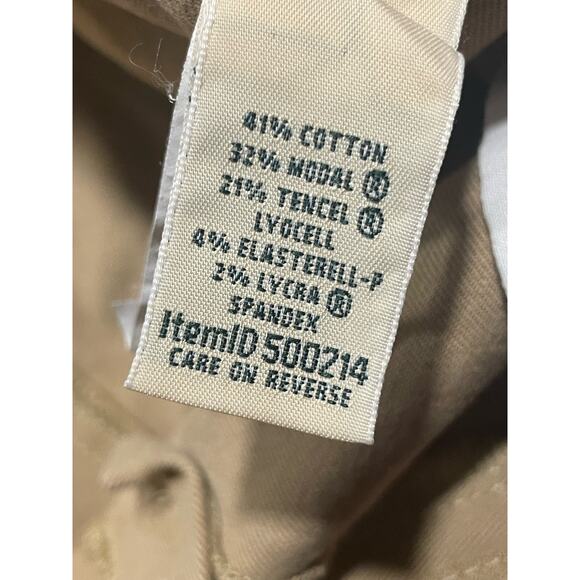 41% COTTON
32% MODAL ®
21% TENCEL ®
LYOCELL
4% ELASTERELL-P
2% LYCRA ®
SPANDEX
ItemID 500214
CARE ON REVERSE